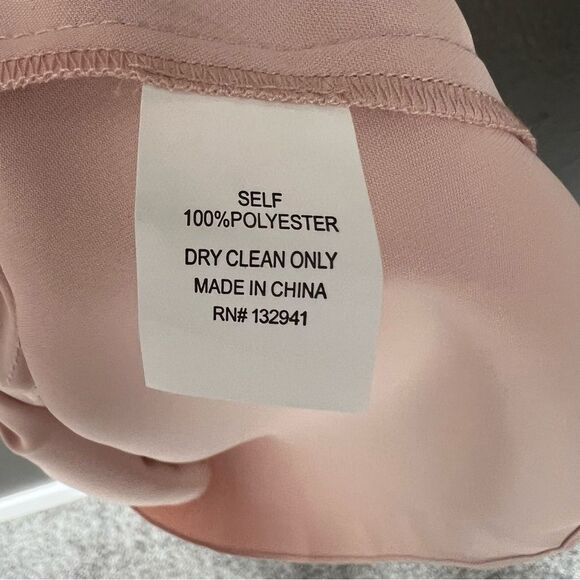 SELF
100%POLYESTER
DRY CLEAN ONLY
MADE IN CHINA
RN# 132941